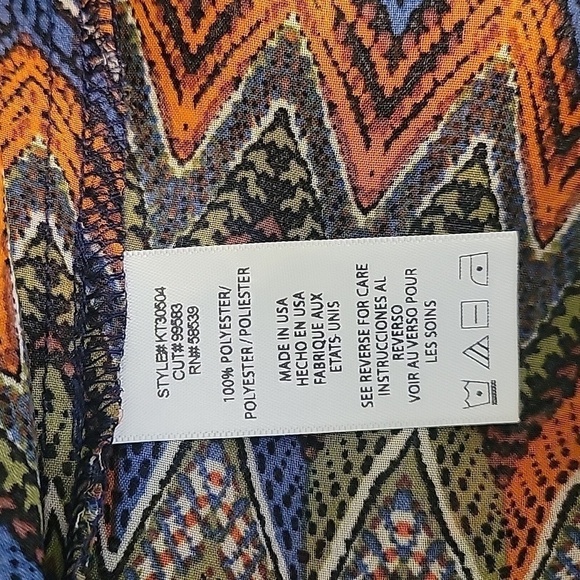 STYLE# KT30504
CUT# 99583
RN# 58539
100% POLYESTER/
POLYESTER / POLIESTER
MADE IN USA
HECHO EN USA
FABRIQUE AUX
ETATS UNIS
SEE REVERSE FOR CARE
INSTRUCCIONES AL
REVERSO
VOIR AU VERSO POUR
LES SOINS